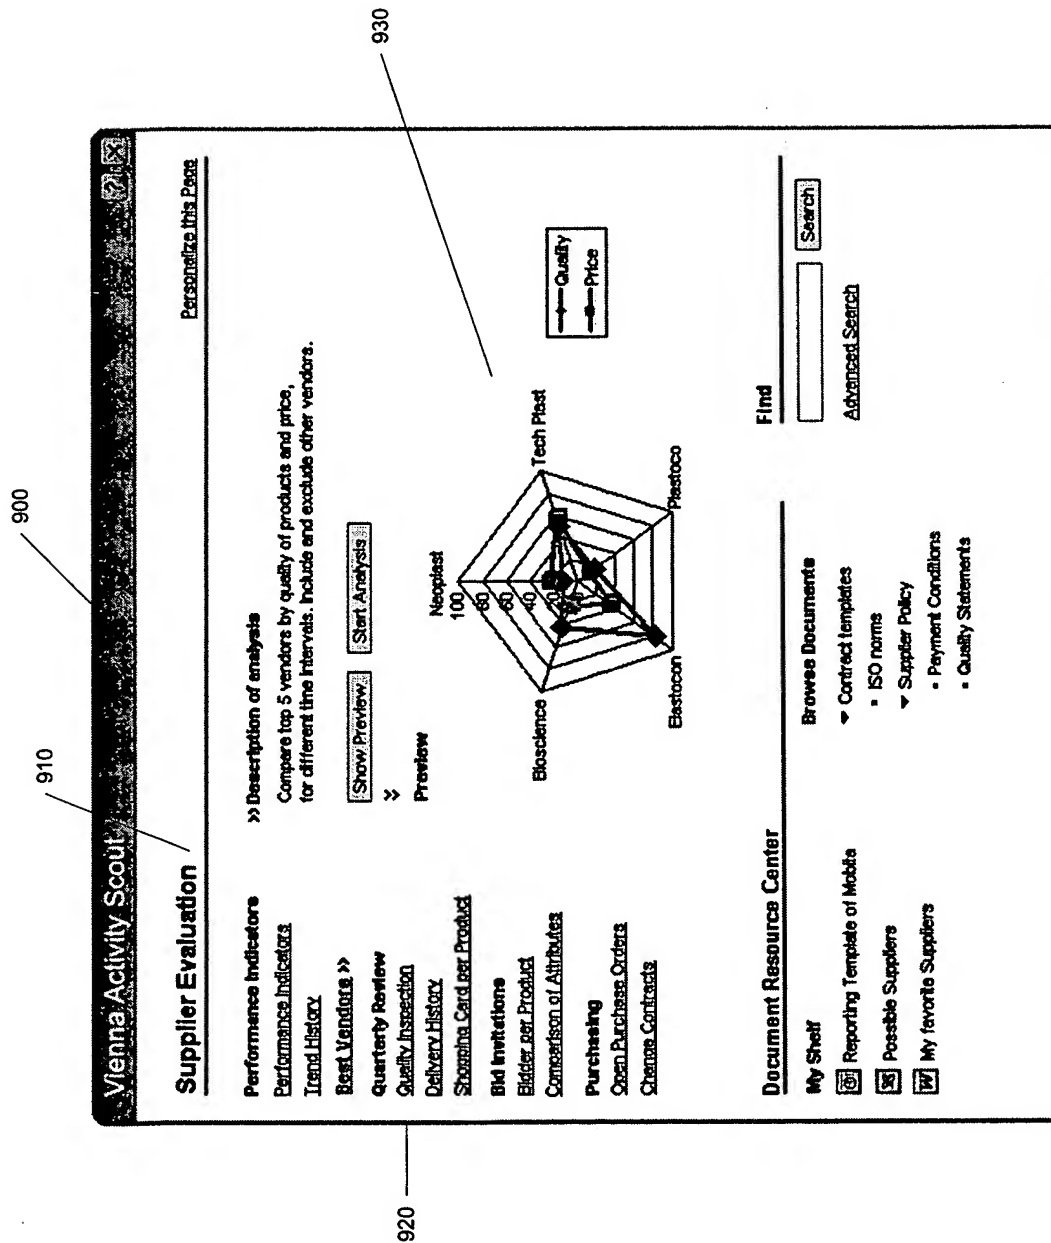 900
910
920
930
Vienna Activity Scout
? X
Supplier Evaluation
Personalize this Page
Performance Indicators
Performance Indicators
Trend History
Best Vendors >>
Quarterly Review
Quality Inspection
Delivery History
Shopping Card per Product
Bid Invitations
Bidder per Product
Comparison of Attributes
Purchasing
Open Purchase Orders
Change Contracts
>> Description of analysis
Compare top 5 vendors by quality of products and price,
for different time intervals. Include and exclude other vendors.
Show Preview
Start Analysis
Preview
Neoplast
100
80
60
40
Tech Plast
Plastoco
Elastocon
Bioscience
Quality
Price
Document Resource Center
My Shelf
Reporting Template of Mobita
Possible Suppliers
My favorite Suppliers
Browse Documents
Contract templates
ISO norms
Supplier Policy
Payment Conditions
Quality Statements
Find
Search
Advanced Search